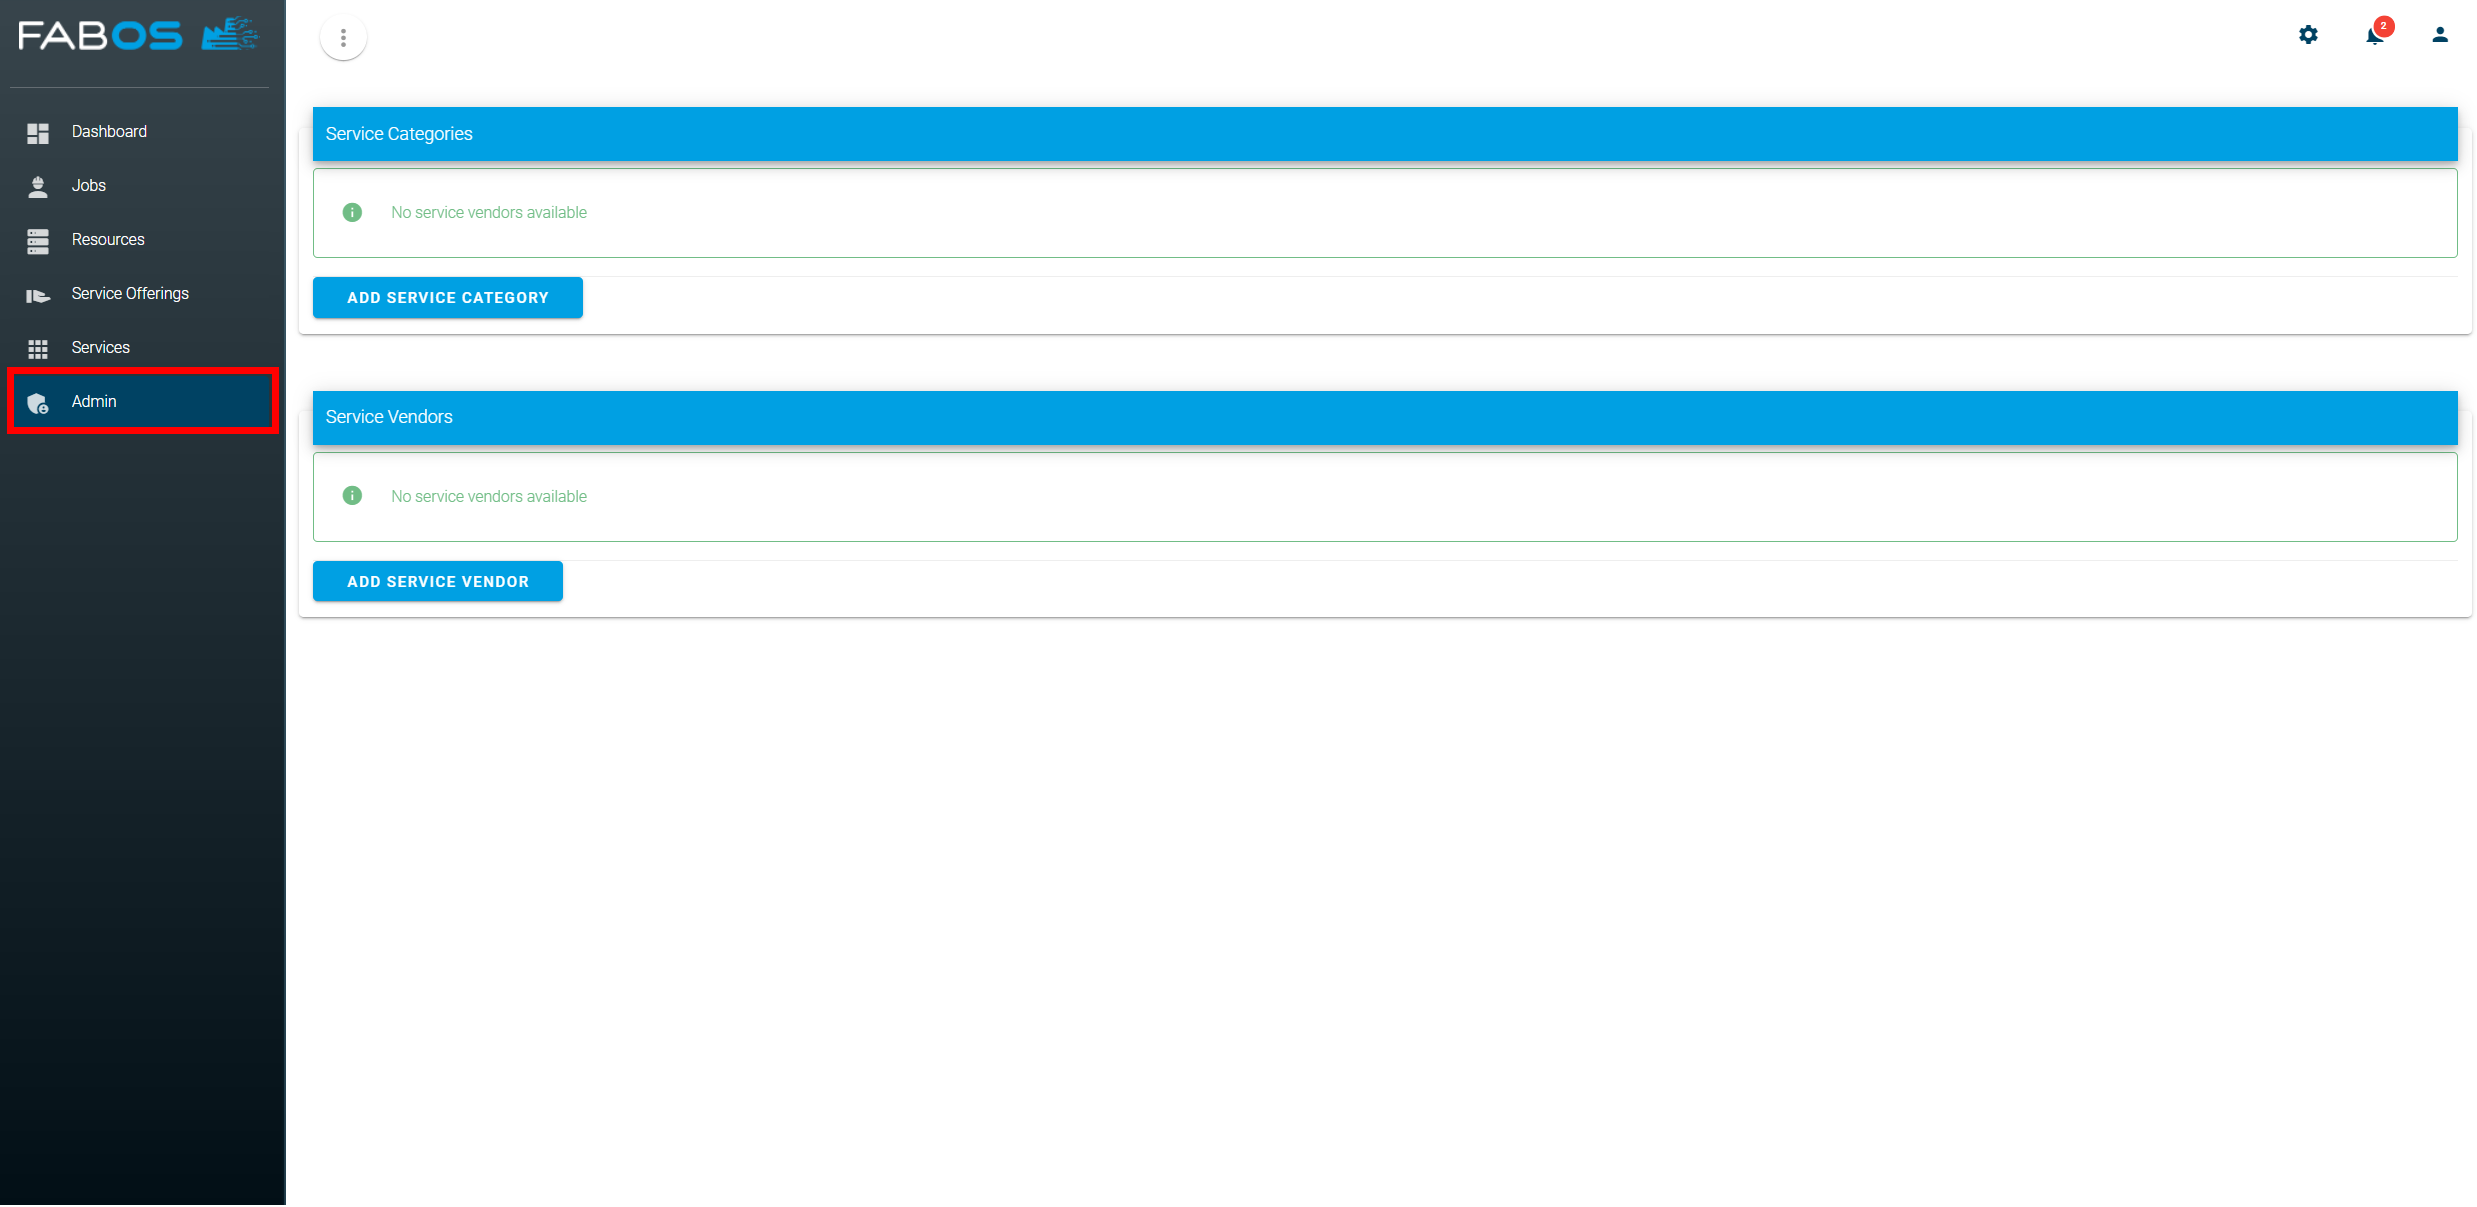 FABOS
2
Dashboard
Jobs
Resources
Service Offerings
Services
Admin
Service Categories
No service vendors available
ADD SERVICE CATEGORY
Service Vendors
No service vendors available
ADD SERVICE VENDOR